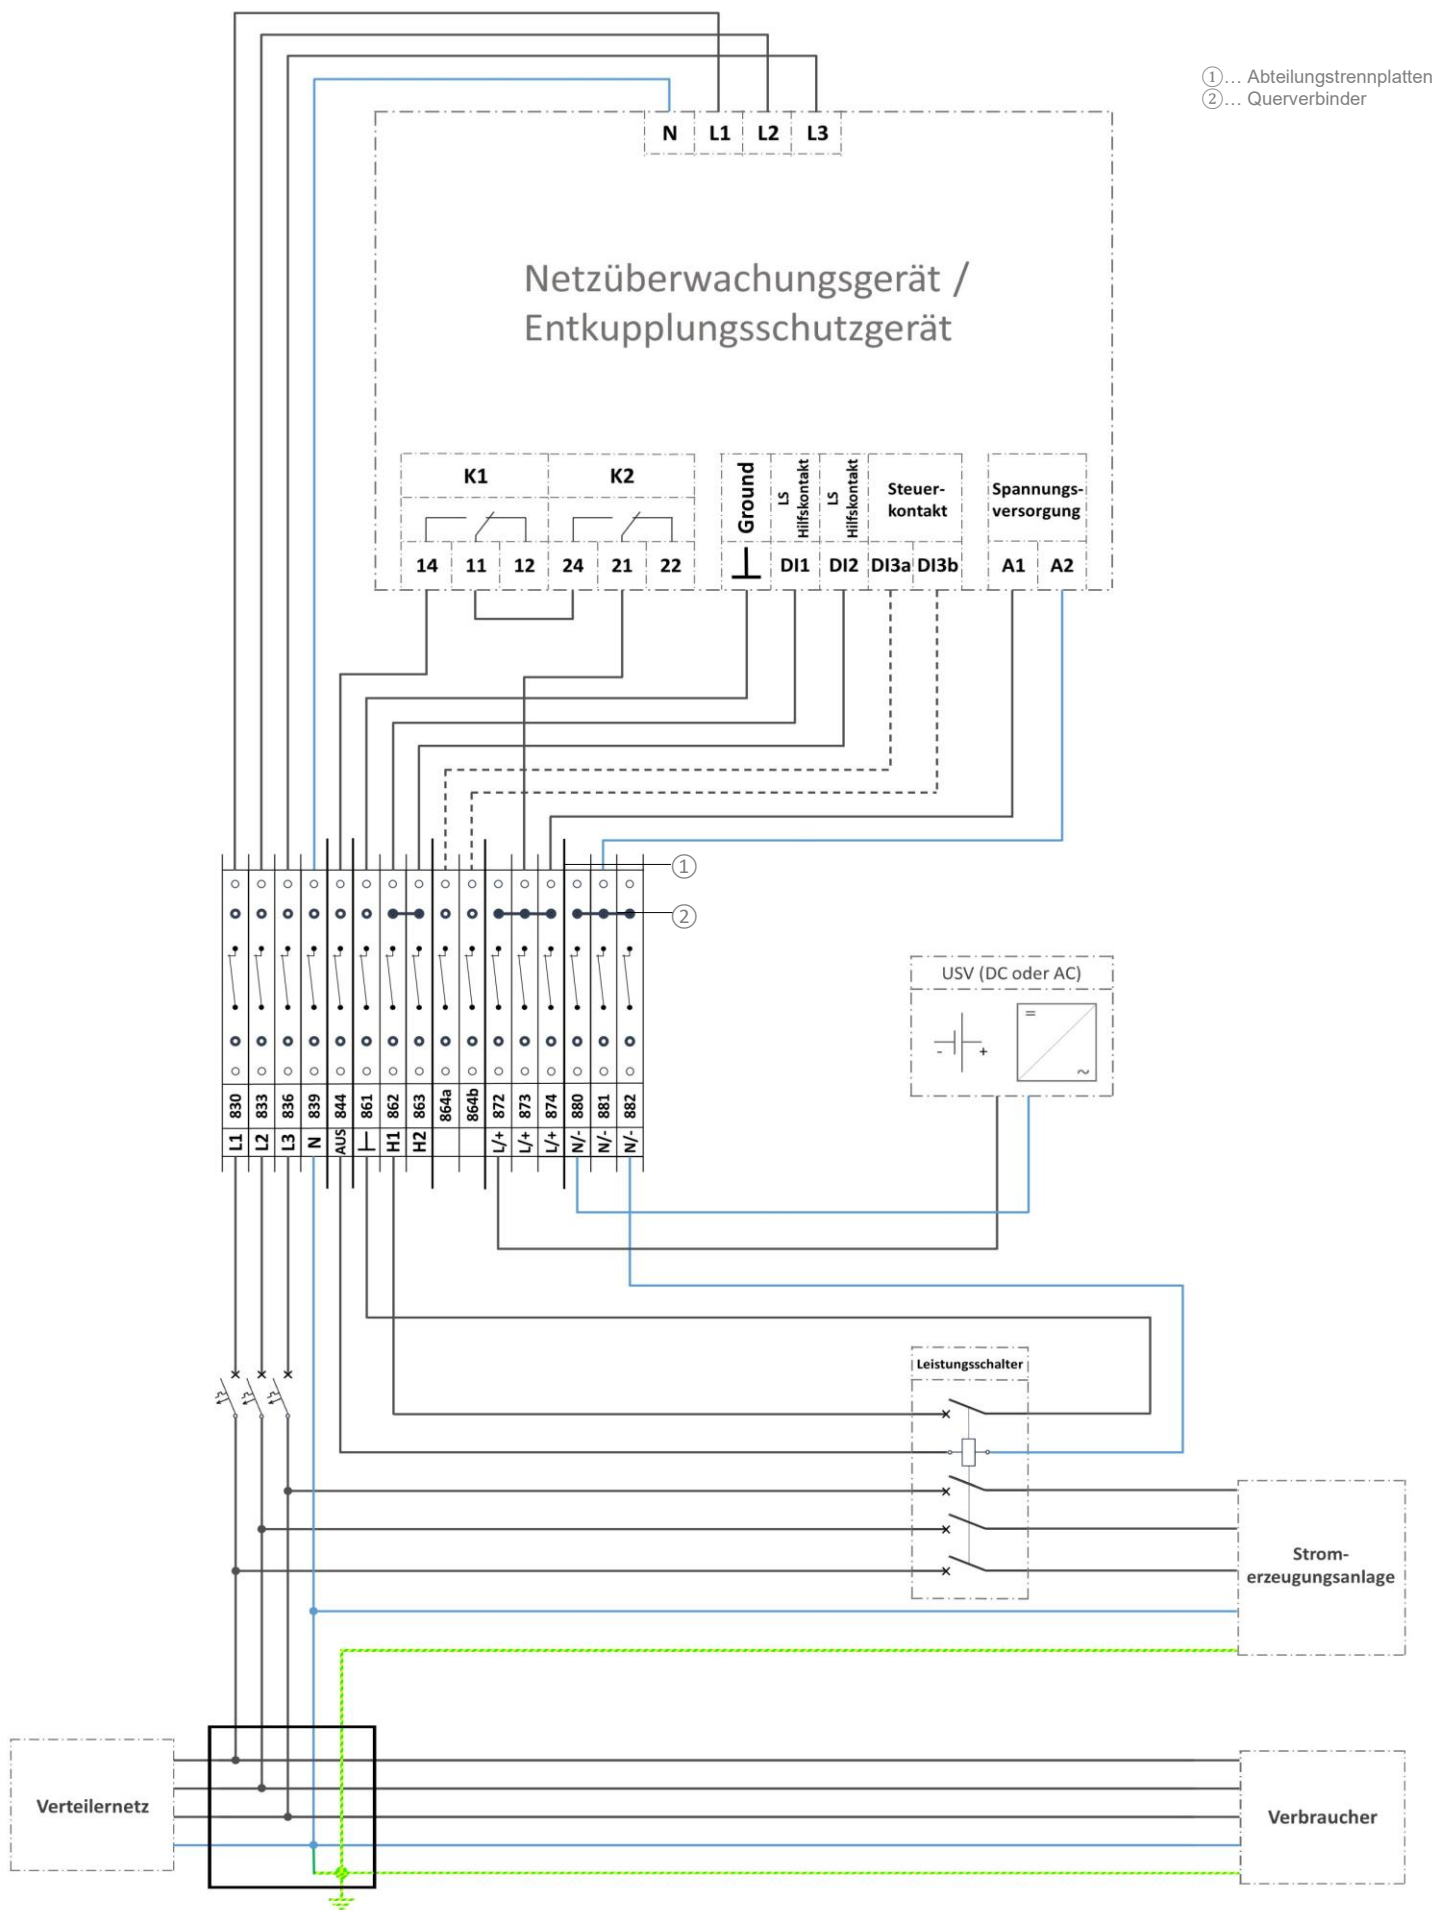 ①… Abteilungstrennplatten
②… Querverbinder
N L1 L2 L3
Netzüberwachungsgerät /
Entkupplungsschutzgerät
K1 K2
Ground
LS
Hilfskontakt
LS
Hilfskontakt
Steuer-
kontakt
Spannungs-
versorgung
14 11 12 24 21 22 DI1 DI2 DI3a DI3b A1 A2
①
②
USV (DC oder AC)
- +
=
~
830 833 836 839 844 861 862 863 864a 864b 872 873 874 880 881 882
L1 L2 L3 N AUS H1 H2 L/+ L/+ L/+ N/- N/- N/-
Leistungsschalter
Strom-
erzeugungsanlage
Verteilernetz
Verbraucher